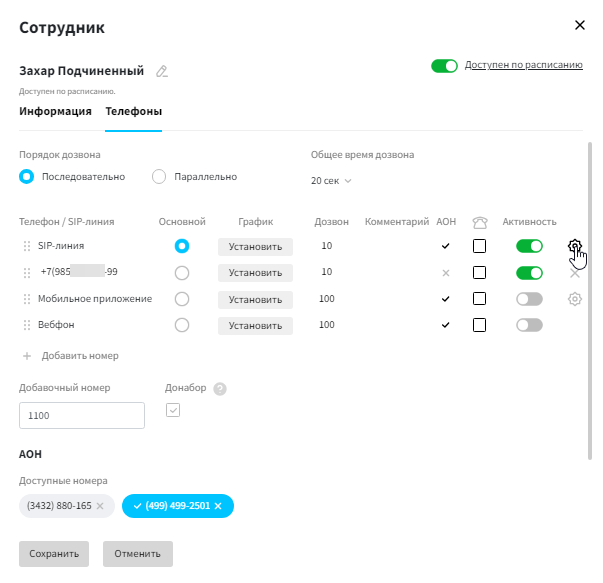 Сотрудник
Захар Подчиненный
Доступен по расписанию
Доступен по расписанию.
Информация Телефоны
Порядок дозвона Общее время дозвона
Последовательно Параллельно 20 сек
Телефон / SIP-линия Основной График Дозвон Комментарий АОН Активность
SIP-линия Установить 10
+7(985 -99 Установить 10
Мобильное приложение Установить 100
Вебфон Установить 100
+ Добавить номер
Добавочный номер Донабор ?
1100
АОН
Доступные номера
(3432) 880-165 (499) 499-2501
Сохранить Отменить